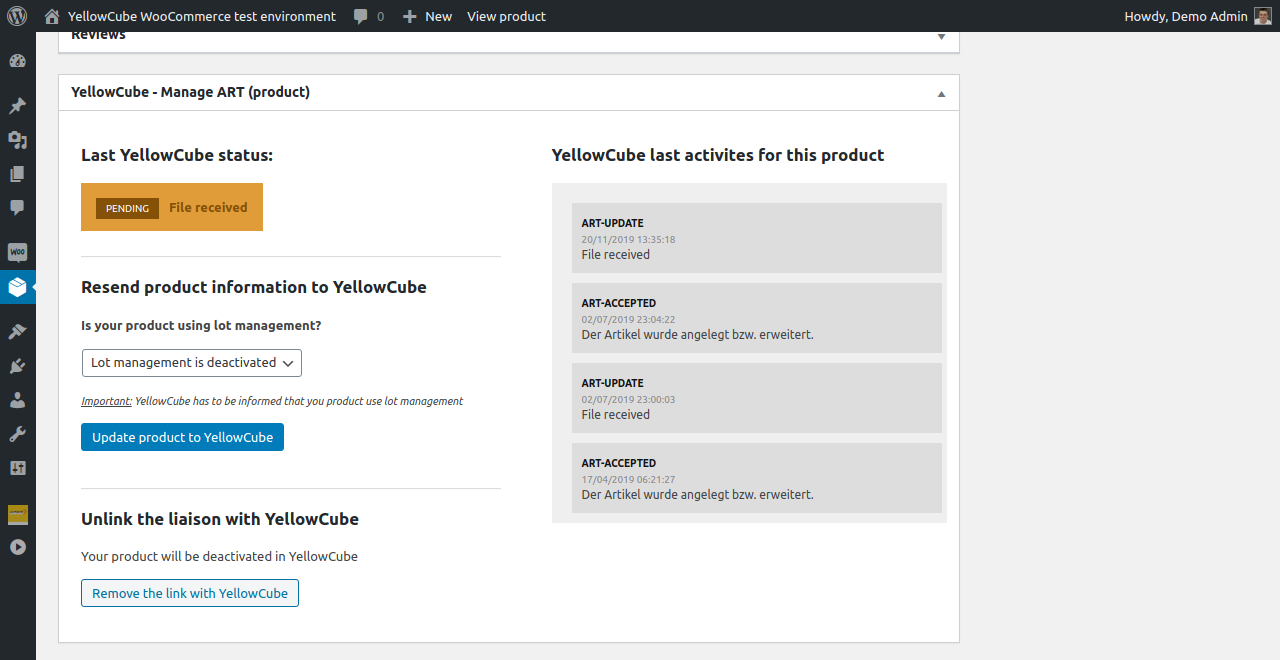 YellowCube WooCommerce test environment 0 New View product Howdy, Demo Admin
Reviews
YellowCube - Manage ART (product)
Last YellowCube status:
PENDING File received
Resend product information to YellowCube
Is your product using lot management?
Lot management is deactivated
Important: YellowCube has to be informed that you product use lot management
Update product to YellowCube
Unlink the liaison with YellowCube
Your product will be deactivated in YellowCube
Remove the link with YellowCube
YellowCube last activites for this product
ART-UPDATE
20/11/2019 13:35:18
File received
ART-ACCEPTED
02/07/2019 23:04:22
Der Artikel wurde angelegt bzw. erweitert.
ART-UPDATE
02/07/2019 23:00:03
File received
ART-ACCEPTED
17/04/2019 06:21:27
Der Artikel wurde angelegt bzw. erweitert.
WOO